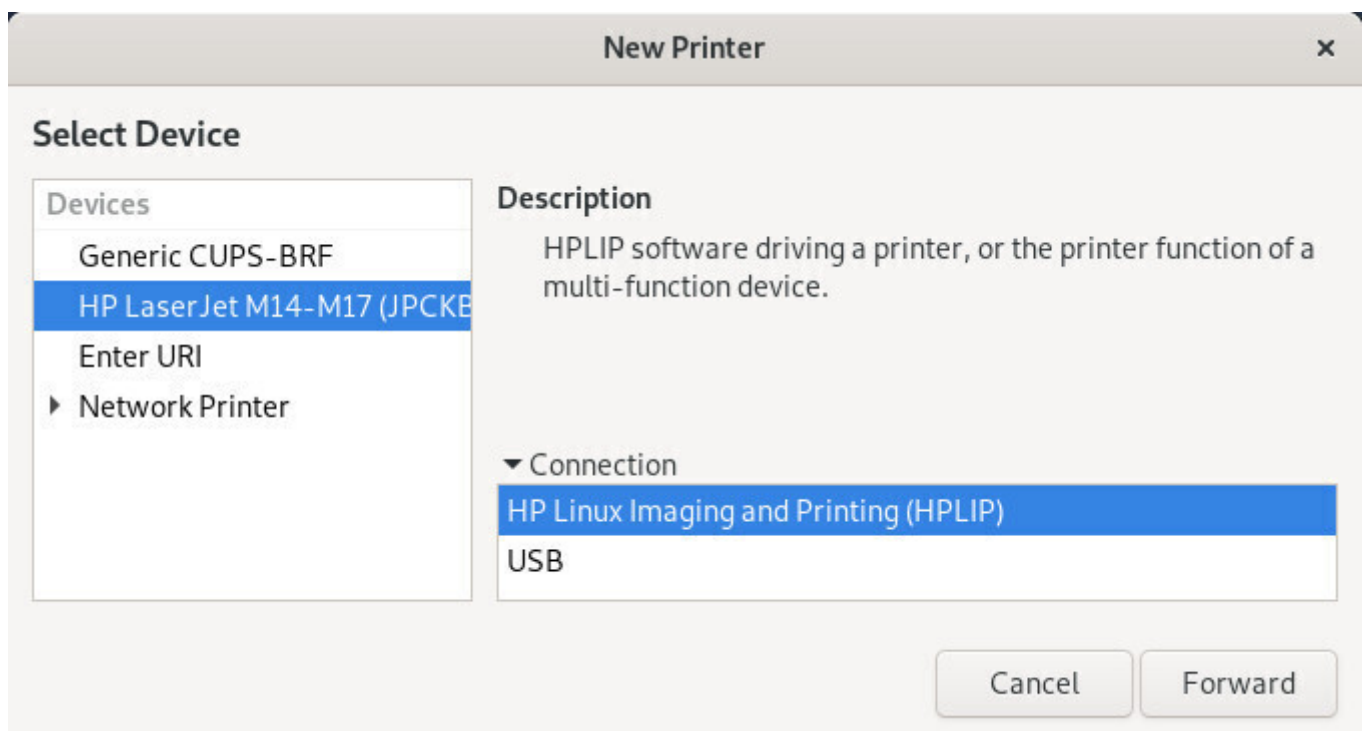 New Printer
×
Select Device
Devices
Generic CUPS-BRF
HP LaserJet M14-M17 (JPCKB
Enter URI
Network Printer
Description
HPLIP software driving a printer, or the printer function of a
multi-function device.
Connection
HP Linux Imaging and Printing (HPLIP)
USB
Cancel
Forward